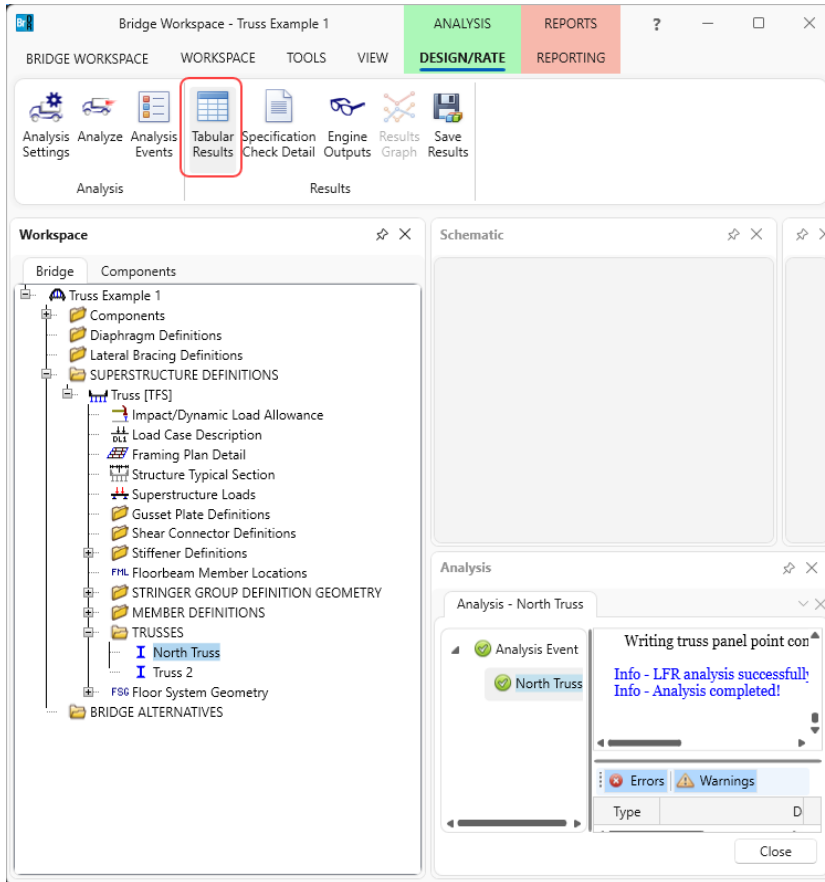 Br R
Bridge Workspace - Truss Example 1
ANALYSIS
REPORTS
?
BRIDGE WORKSPACE
WORKSPACE
TOOLS
VIEW
DESIGN/RATE
REPORTING
Analysis Settings
Analyze
Analysis Events
Tabular Results
Specification Check Detail
Engine Outputs
Results Graph
Save Results
Analysis
Results
Workspace
Bridge
Components
Truss Example 1
Components
Diaphragm Definitions
Lateral Bracing Definitions
SUPERSTRUCTURE DEFINITIONS
Truss [TFS]
Impact/Dynamic Load Allowance
DL1 Load Case Description
Framing Plan Detail
Structure Typical Section
Superstructure Loads
Gusset Plate Definitions
Shear Connector Definitions
Stiffener Definitions
FML Floorbeam Member Locations
STRINGER GROUP DEFINITION GEOMETRY
MEMBER DEFINITIONS
TRUSSES
North Truss
Truss 2
FSG Floor System Geometry
BRIDGE ALTERNATIVES
Schematic
Analysis
Analysis - North Truss
Analysis Event
North Truss
Writing truss panel point con
Info - LFR analysis successfully
Info - Analysis completed!
Errors
Warnings
Type
D
Close